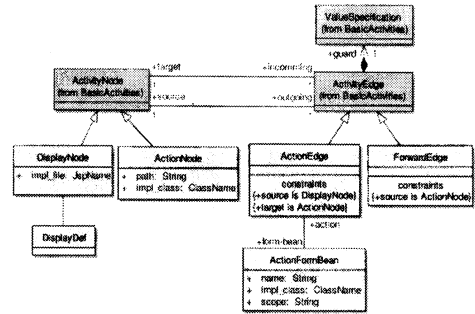 ValueSpecification
(from BasicActivities)
+guard
1
ActivityNode
(from BasicActivities)
+target
+incomming
+source
+outgoing
ActivityEdge
(from BasicActivities)
DisplayNode
+ impl_file: JspName
ActionNode
+ path: String
+ impl_class: ClassName
ActionEdge
constraints
{+source is DisplayNode}
{+target is ActionNode}
ForwardEdge
constraints
{+source is ActionNode}
DisplayDef
+action
+form-bean
ActionFormBean
+ name: String
+ impl_class: ClassName
+ scope: String